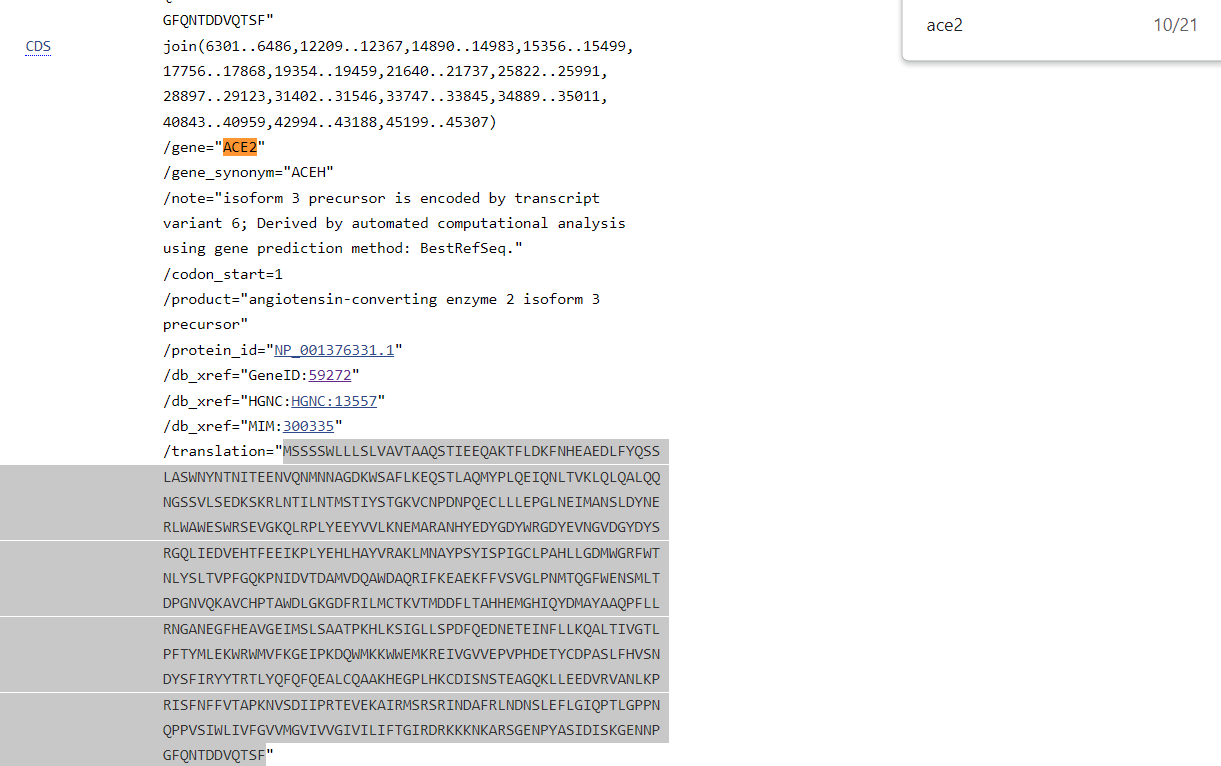 GFQNTDDVQTSF"
ace2 10/21
CDS join(6301..6486,12209..12367,14890..14983,15356..15499,
17756..17868,19354..19459,21640..21737,25822..25991,
28897..29123,31402..31546,33747..33845,34889..35011,
40843..40959,42994..43188,45199..45307)
/gene="ACE2"
/gene_synonym="ACEH"
/note="isoform 3 precursor is encoded by transcript
variant 6; Derived by automated computational analysis
using gene prediction method: BestRefSeq."
/codon_start=1
/product="angiotensin-converting enzyme 2 isoform 3
precursor"
/protein_id="NP_001376331.1"
/db_xref="GeneID:59272"
/db_xref="HGNC:HGNC:13557"
/db_xref="MIM:300335"
/translation="MSSSSWLLLSLVAVTAAQSTIEEQAKTFLDKFNHEAEDLFYQSS
LASWNYNTNITEENVQNMNNAGDKWSAFLKEQSTLAQMYPLQEIQNLTVKLQLQALQQ
NGSSVLSEDKSKRLNTILNTMSTIYSTGKVCNPDNPQECLLLEPGLNEIMANSLDYNE
RLWAWESWRSEVGKQLRPLYEEYVVLKNEMARANHYEDYGDYWRGDYEVNGVDGYDYS
RGQLIEDVEHTFEEIKPLYEHLHAYVRAKLMNAYPSYISPIGCLPAHLLGDMWGRFWT
NLYSLTVPFGQKPNIDVTDAMVDQAWDAQRIFKEAEKFFVSVGLPNMTQGFWENSMLT
DPGNVQKAVCHPTAWDLGKGDFRILMCTKVTMDDFLTAHHEMGHIQYDMAYAAQPFLL
RNGANEGFHEAVGEIMSLSAATPKHLKSIGLLSPDFQEDNETEINFLLKQALTIVGTL
PFTYMLEKWRWMVFKGEIPKDQWMKKWWEMKREIVGVVEPVPHDETYCDPASLFHVSN
DYSFIRYYTRTLYQFQFQEALCQAAKHEGPLHKCDISNSTEAGQKLLEEDVRVANLKP
RISFNFFVTAPKNVSDIIPRTEVEKAIRMSRSRINDAFRLNDNSLEFLGIQPTLGPPN
QPPVSIWLIVFGVVMGVIVVGIVILIFTGIRDRKKKNKARSGENPYASIDISKGENNP
GFQNTDDVQTSF"